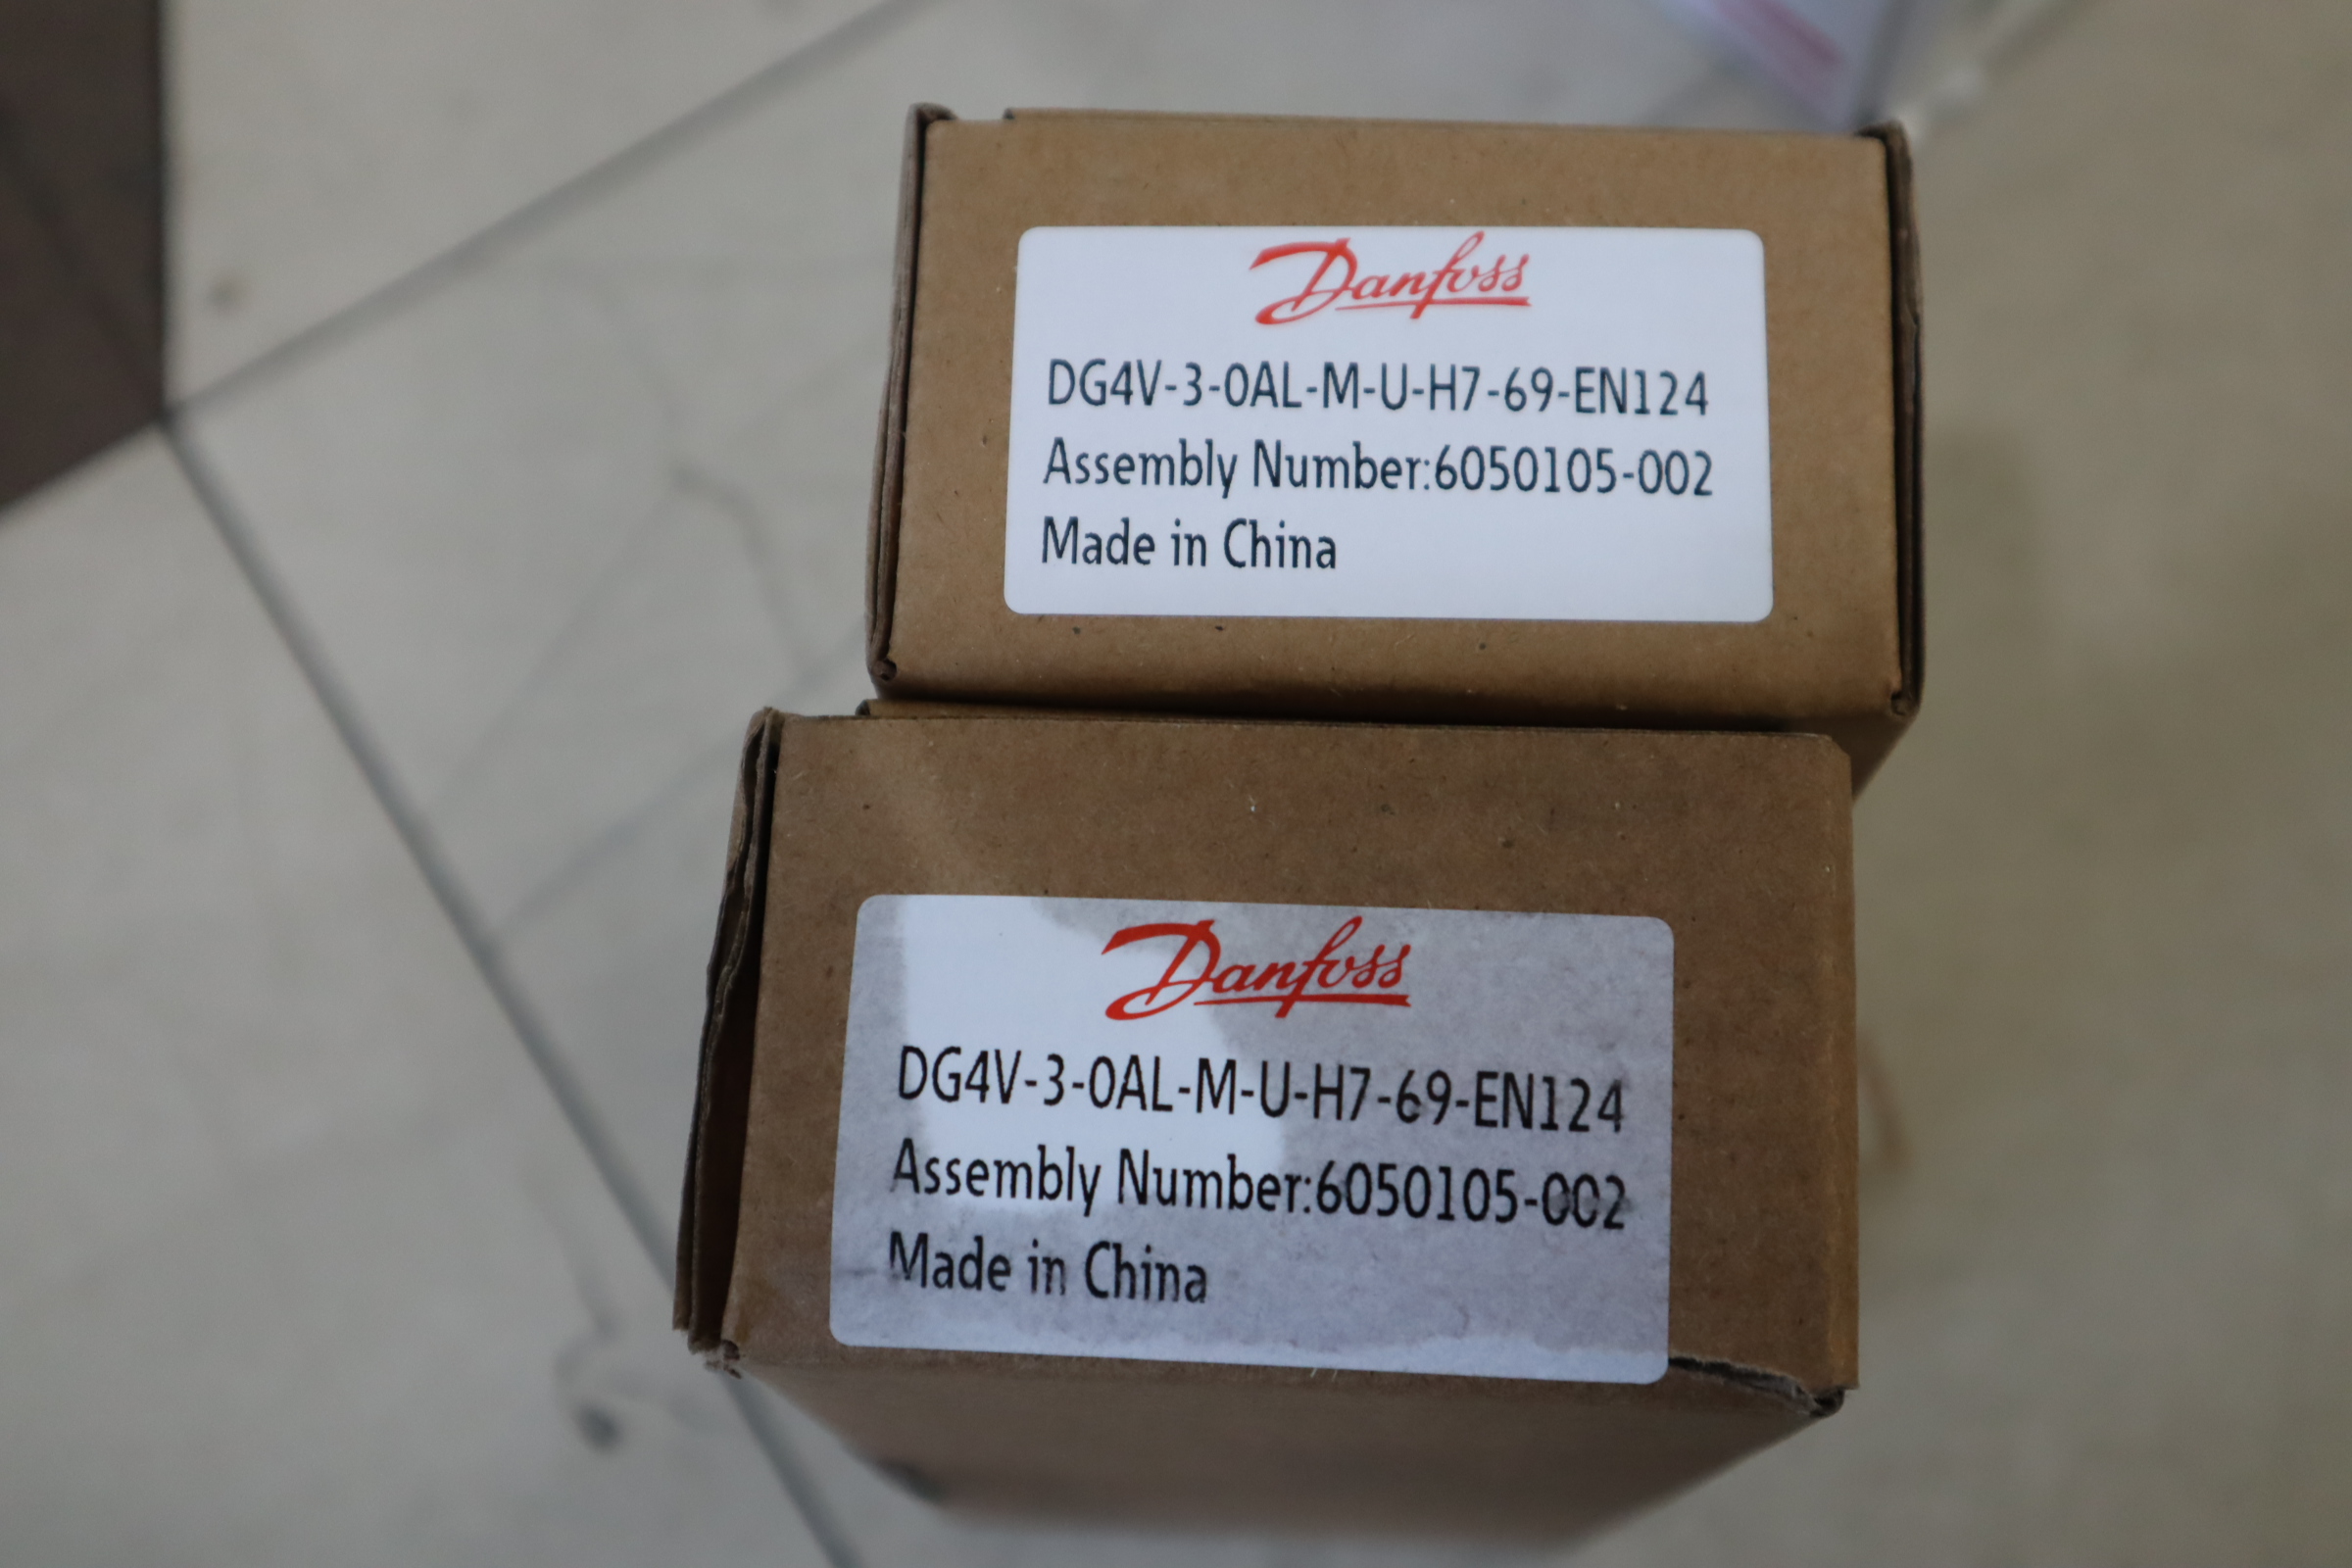 Danfoss
DG4V-3-0AL-M-U-H7-69-EN124
Assembly Number:6050105-002
Made in China
Danfoss
DG4V-3-0AL-M-U-H7-69-EN124
Assembly Number:6050105-002
Made in China